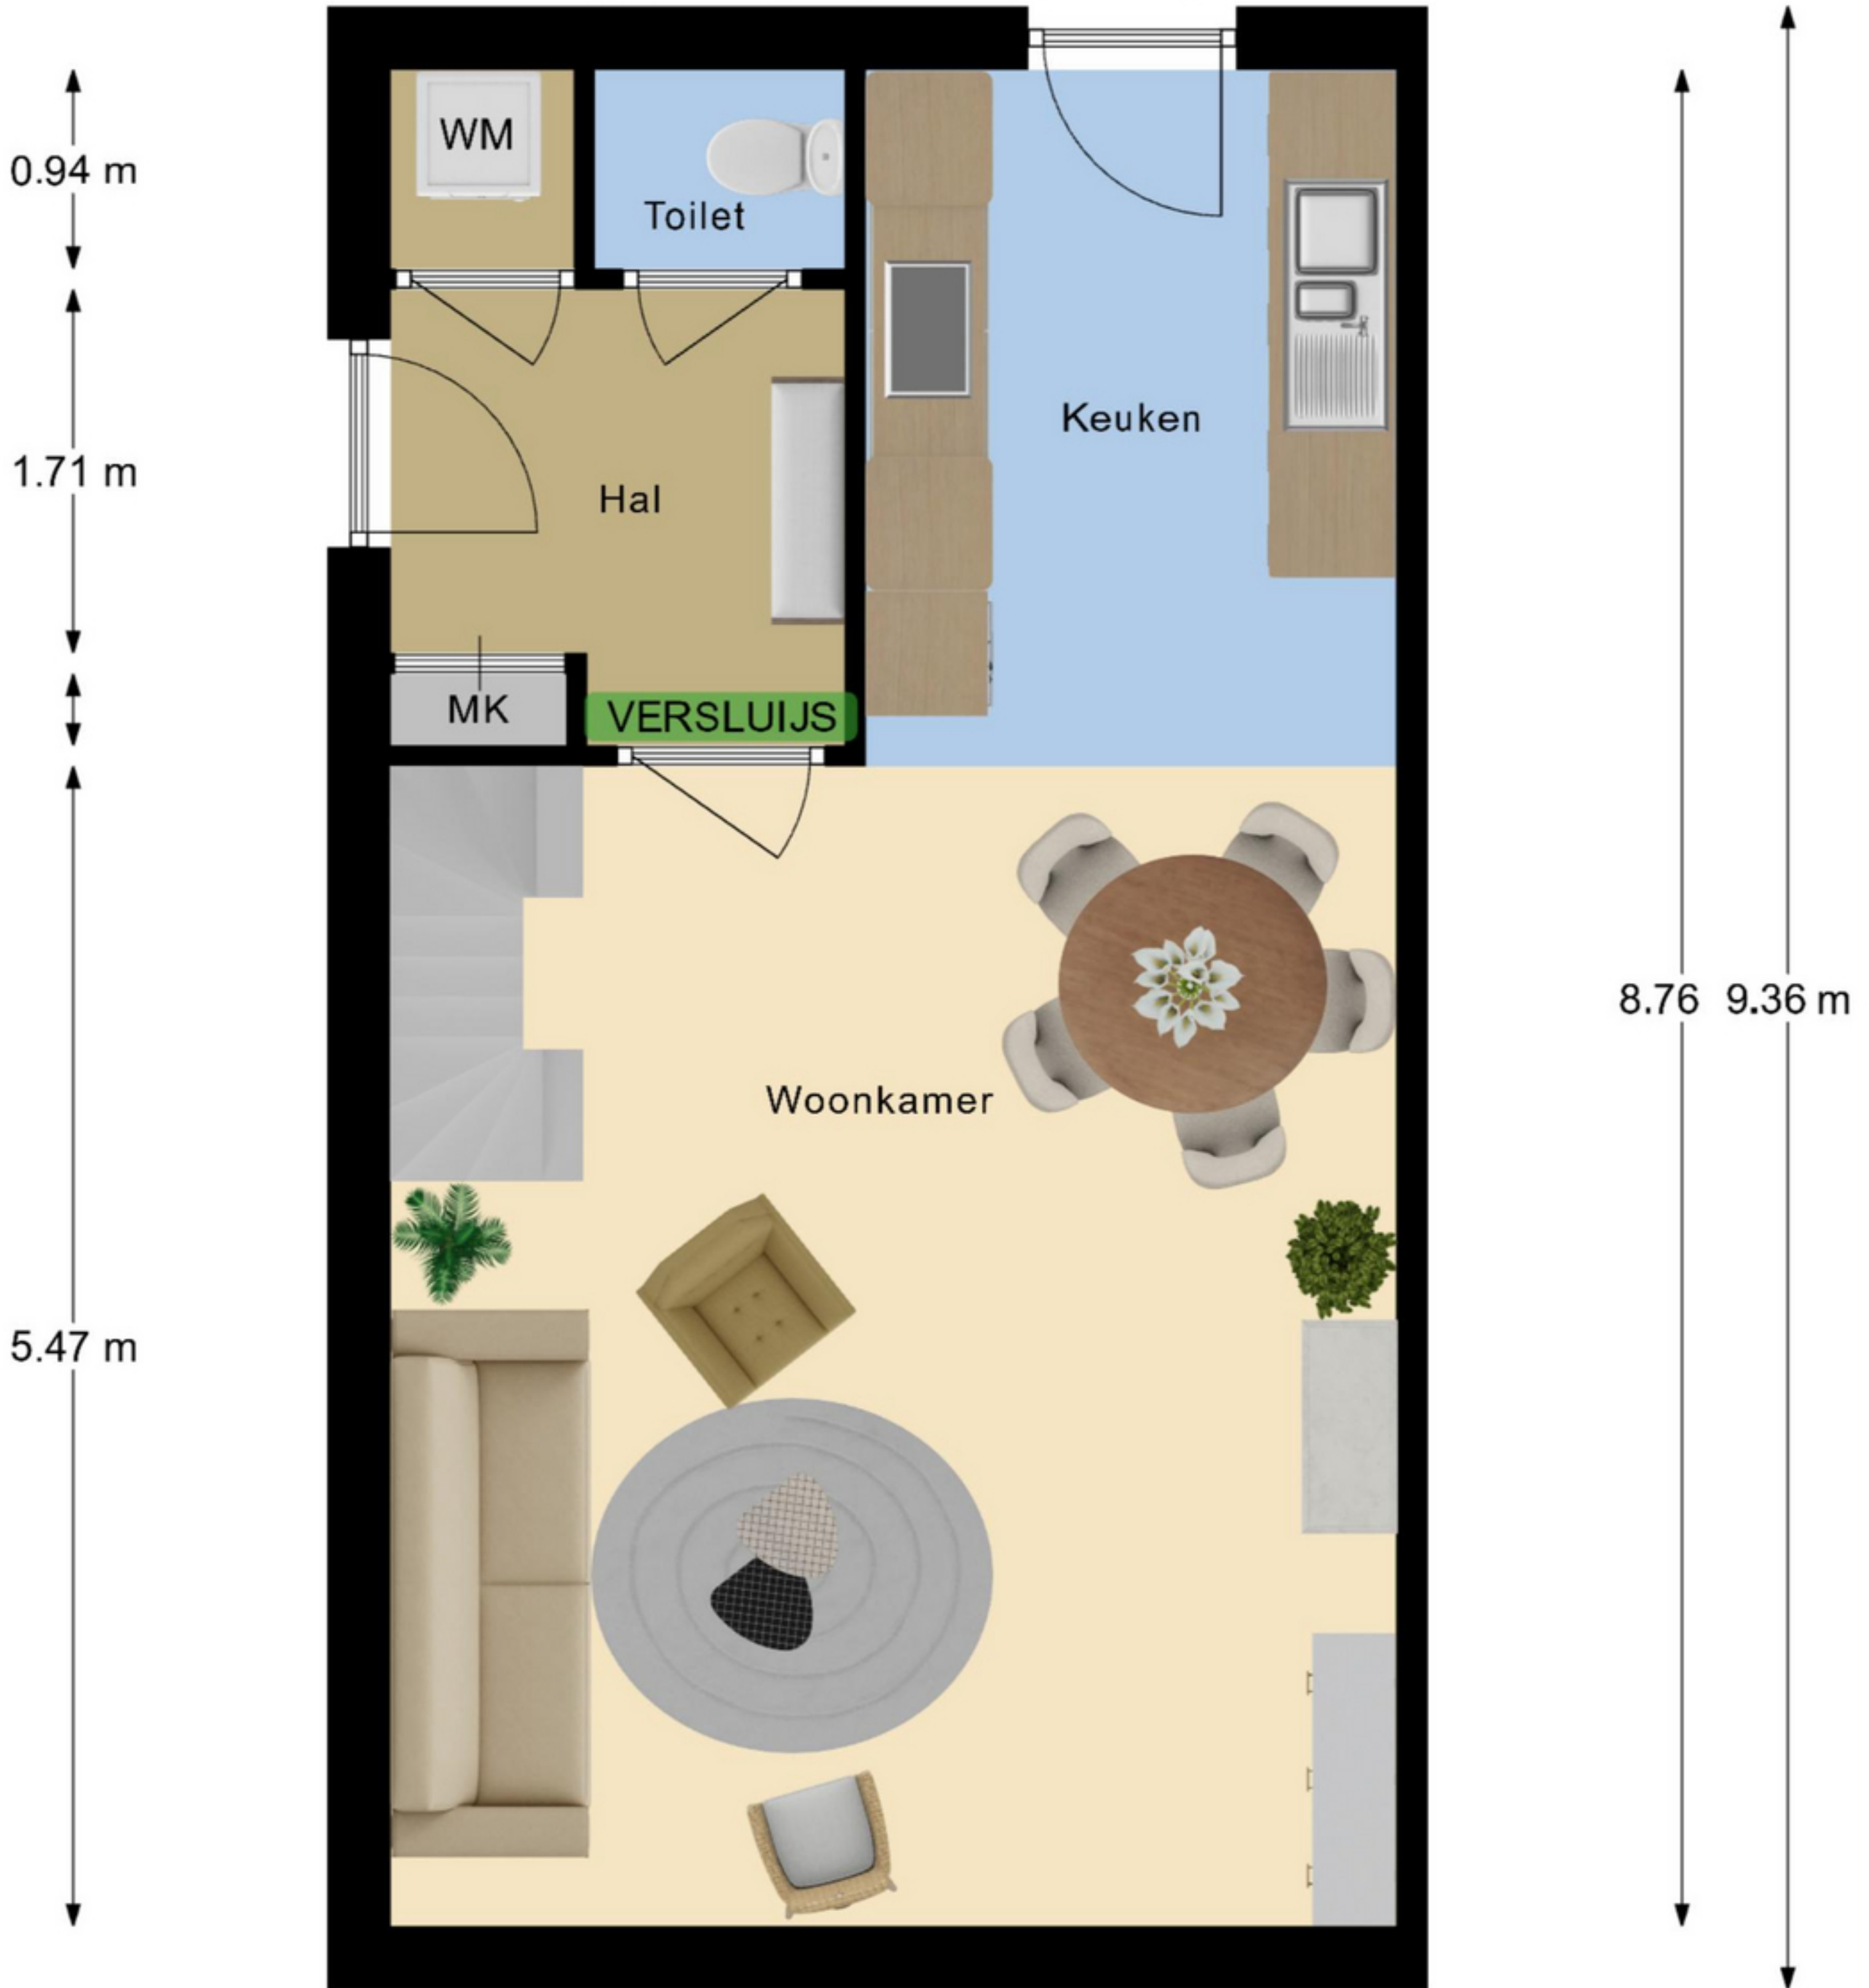 WM
0.94 m
Toilet
Keuken
1.71 m
Hal
MK
VERSLUIJS
8.76
9.36 m
Woonkamer
5.47 m